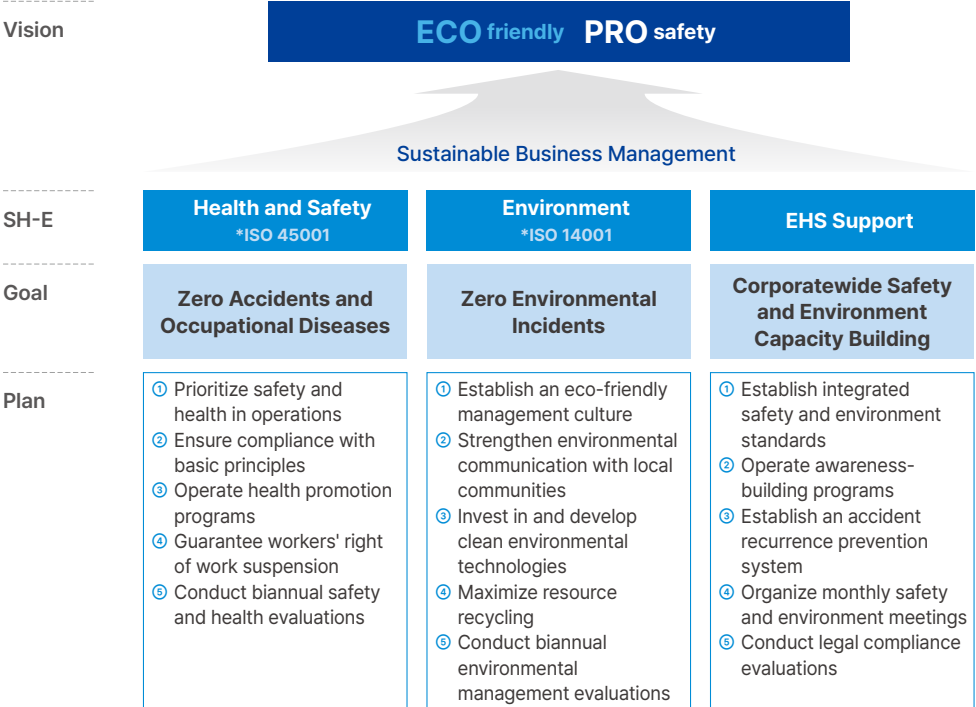 Vision
ECO friendly PRO safety
Sustainable Business Management
SH-E
Health and Safety
*ISO 45001
Environment
*ISO 14001
EHS Support
Goal
Zero Accidents and
Occupational Diseases
Zero Environmental
Incidents
Corporatewide Safety
and Environment
Capacity Building
Plan
① Prioritize safety and
health in operations
② Ensure compliance with
basic principles
③ Operate health promotion
programs
④ Guarantee workers' right
of work suspension
⑤ Conduct biannual safety
and health evaluations
① Establish an eco-friendly
management culture
② Strengthen environmental
communication with local
communities
③ Invest in and develop
clean environmental
technologies
④ Maximize resource
recycling
⑤ Conduct biannual
environmental
management evaluations
① Establish integrated
safety and environment
standards
② Operate awareness-
building programs
③ Establish an accident
recurrence prevention
system
④ Organize monthly safety
and environment meetings
⑤ Conduct legal compliance
evaluations